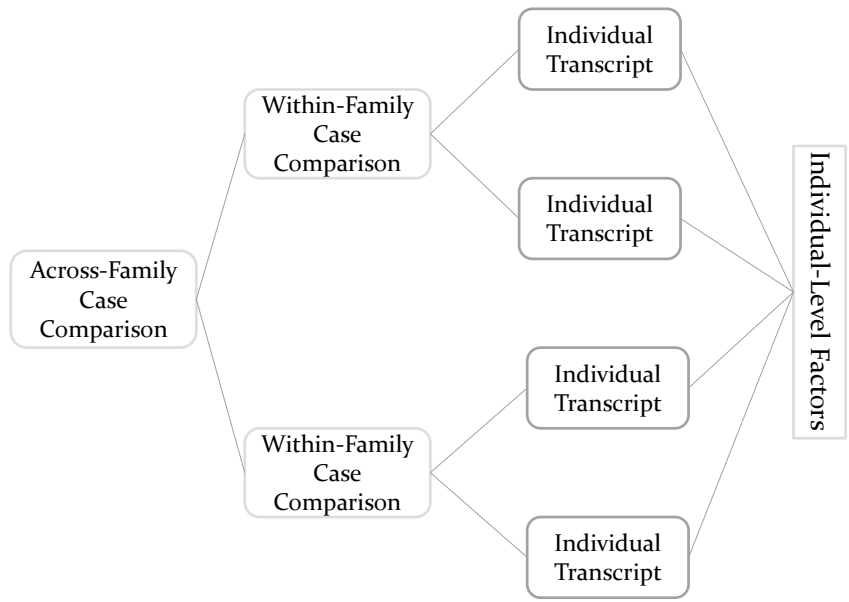 Individual
Transcript
Within-Family
Case
Comparison
Individual
Transcript
Across-Family
Case
Comparison
Individual
Transcript
Within-Family
Case
Comparison
Individual
Transcript
Individual-Level Factors